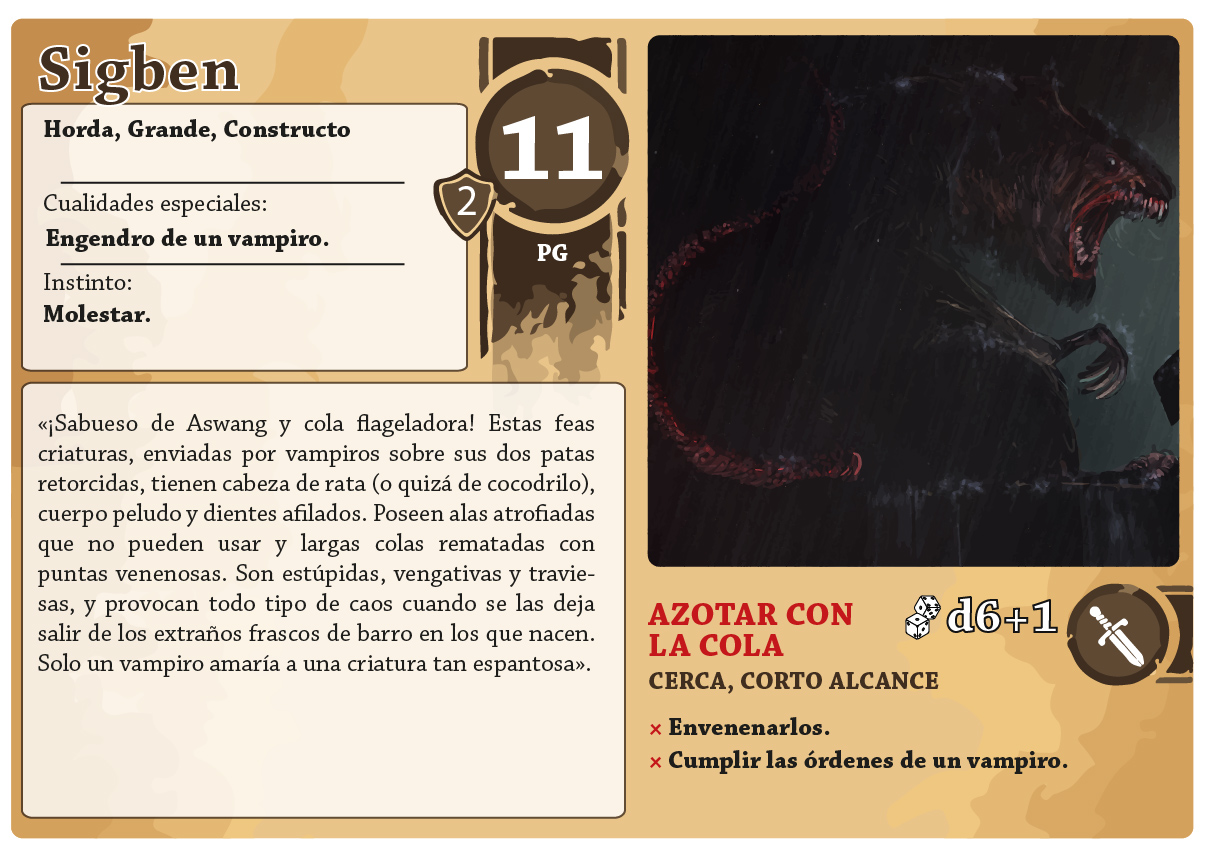 Sigben
Horda, Grande, Constructo
Cualidades especiales:
Engendro de un vampiro.
Instinto:
Molestar.
2
11
PG
«¡Sabueso de Aswang y cola flageladora! Estas feas
criaturas, enviadas por vampiros sobre sus dos patas
retorcidas, tienen cabeza de rata (o quizá de cocodrilo),
cuerpo peludo y dientes afilados. Poseen alas atrofiadas
que no pueden usar y largas colas rematadas con
puntas venenosas. Son estúpidas, vengativas y travie-
sas, y provocan todo tipo de caos cuando se las deja
salir de los extraños frascos de barro en los que nacen.
Solo un vampiro amaría a una criatura tan espantosa».
AZOTAR CON
LA COLA
d6+1
CERCA, CORTO ALCANCE
× Envenenarlos.
× Cumplir las órdenes de un vampiro.